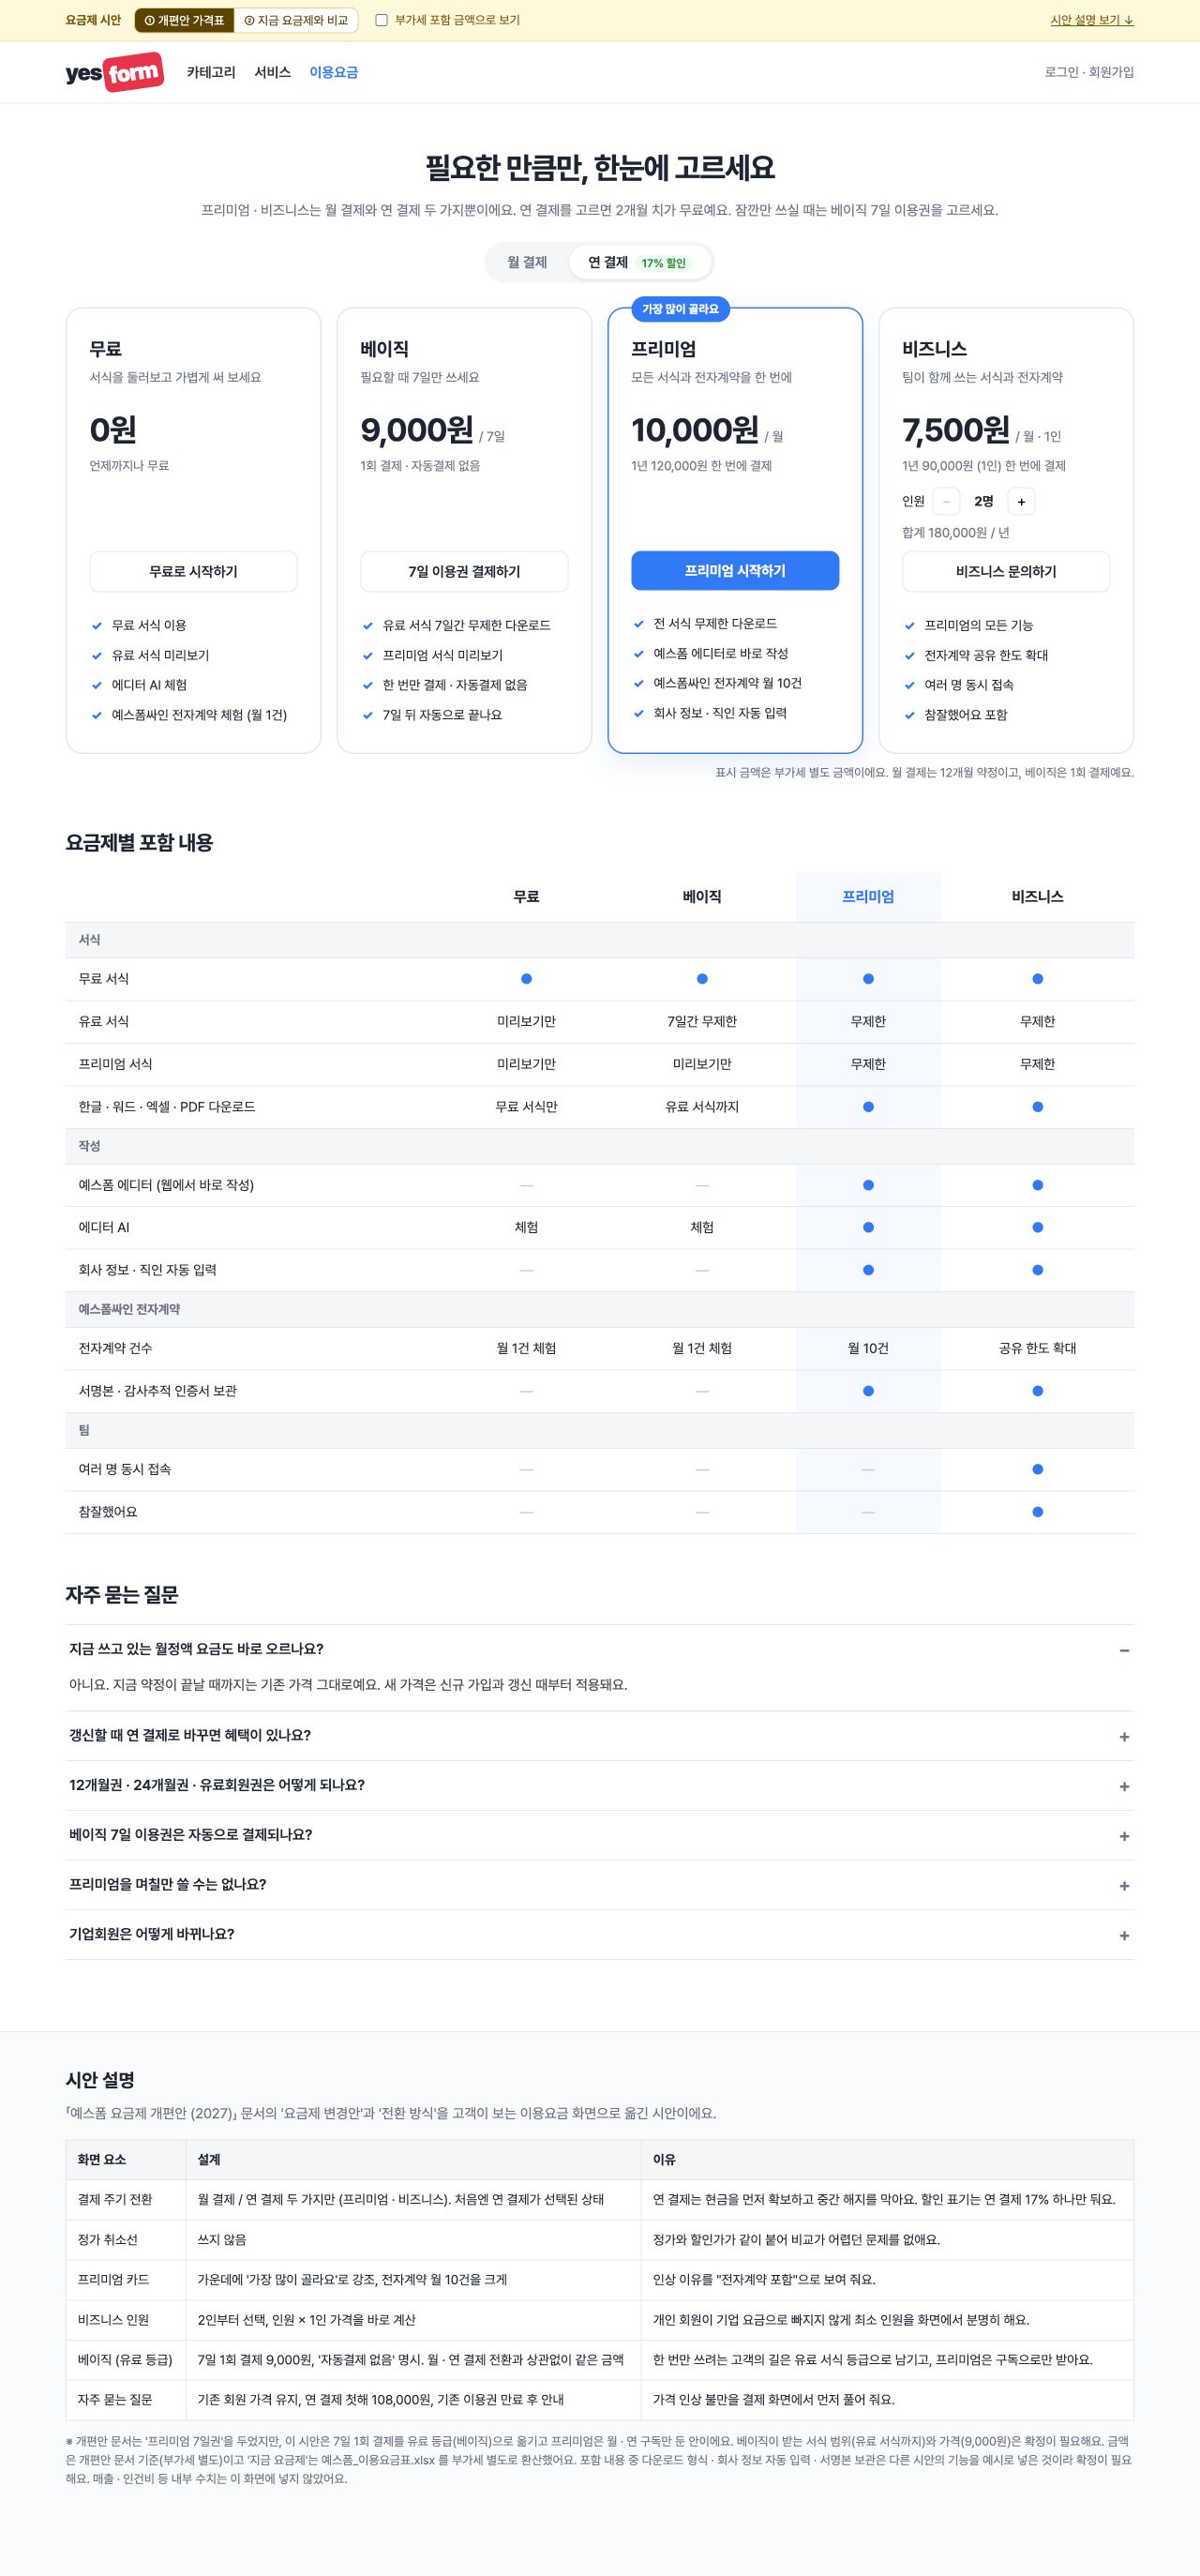 요금제 시안 ① 개편안 가격표 ② 지금 요금제와 비교 부가세 포함 금액으로 보기 시안 설명 보기 ↓
yes form 카테고리 서비스 이용요금 로그인 · 회원가입
필요한 만큼만, 한눈에 고르세요
프리미엄 · 비즈니스는 월 결제와 연 결제 두 가지뿐이에요. 연 결제를 고르면 2개월 치가 무료예요. 잠깐만 쓰실 때는 베이직 7일 이용권을 고르세요.
월 결제 연 결제 17% 할인
무료
서식을 둘러보고 가볍게 써 보세요
0원
언제까지나 무료
무료로 시작하기
✓ 무료 서식 이용
✓ 유료 서식 미리보기
✓ 에디터 AI 체험
✓ 예스폼싸인 전자계약 체험 (월 1건)
베이직
필요할 때 7일만 쓰세요
9,000원 / 7일
1회 결제 · 자동결제 없음
7일 이용권 결제하기
✓ 유료 서식 7일간 무제한 다운로드
✓ 프리미엄 서식 미리보기
✓ 한 번만 결제 · 자동결제 없음
✓ 7일 뒤 자동으로 끝나요
가장 많이 골라요
프리미엄
모든 서식과 전자계약을 한 번에
10,000원 / 월
1년 120,000원 한 번에 결제
프리미엄 시작하기
✓ 전 서식 무제한 다운로드
✓ 예스폼 에디터로 바로 작성
✓ 예스폼싸인 전자계약 월 10건
✓ 회사 정보 · 직인 자동 입력
비즈니스
팀이 함께 쓰는 서식과 전자계약
7,500원 / 월 · 1인
1년 90,000원 (1인) 한 번에 결제
인원 − 2명 +
합계 180,000원 / 년
비즈니스 문의하기
✓ 프리미엄의 모든 기능
✓ 전자계약 공유 한도 확대
✓ 여러 명 동시 접속
✓ 참잘했어요 포함
표시 금액은 부가세 별도 금액이에요. 월 결제는 12개월 약정이고, 베이직은 1회 결제예요.
요금제별 포함 내용
무료 베이직 프리미엄 비즈니스
서식
무료 서식 ● ● ● ●
유료 서식 미리보기만 7일간 무제한 무제한 무제한
프리미엄 서식 미리보기만 미리보기만 무제한 무제한
한글 · 워드 · 엑셀 · PDF 다운로드 무료 서식만 유료 서식까지 ● ●
작성
예스폼 에디터 (웹에서 바로 작성) — — ● ●
에디터 AI 체험 체험 ● ●
회사 정보 · 직인 자동 입력 — — ● ●
예스폼싸인 전자계약
전자계약 건수 월 1건 체험 월 1건 체험 월 10건 공유 한도 확대
서명본 · 감사추적 인증서 보관 — — ● ●
팀
여러 명 동시 접속 — — — ●
참잘했어요 — — — ●
자주 묻는 질문
지금 쓰고 있는 월정액 요금도 바로 오르나요? −
아니요. 지금 약정이 끝날 때까지는 기존 가격 그대로예요. 새 가격은 신규 가입과 갱신 때부터 적용돼요.
갱신할 때 연 결제로 바꾸면 혜택이 있나요? +
12개월권 · 24개월권 · 유료회원권은 어떻게 되나요? +
베이직 7일 이용권은 자동으로 결제되나요? +
프리미엄을 며칠만 쓸 수는 없나요? +
기업회원은 어떻게 바뀌나요? +
시안 설명
「예스폼 요금제 개편안 (2027)」 문서의 '요금제 변경안'과 '전환 방식'을 고객이 보는 이용요금 화면으로 옮긴 시안이에요.
화면 요소 설계 이유
결제 주기 전환 월 결제 / 연 결제 두 가지만 (프리미엄 · 비즈니스). 처음엔 연 결제가 선택된 상태 연 결제는 현금을 먼저 확보하고 중간 해지를 막아요. 할인 표기는 연 결제 17% 하나만 둬요.
정가 취소선 쓰지 않음 정가와 할인가가 같이 붙어 비교가 어렵던 문제를 없애요.
프리미엄 카드 가운데에 '가장 많이 골라요'로 강조, 전자계약 월 10건을 크게 인상 이유를 "전자계약 포함"으로 보여 줘요.
비즈니스 인원 2인부터 선택, 인원 × 1인 가격을 바로 계산 개인 회원이 기업 요금으로 빠지지 않게 최소 인원을 화면에서 분명히 해요.
베이직 (유료 등급) 7일 1회 결제 9,000원, '자동결제 없음' 명시. 월 · 연 결제 전환과 상관없이 같은 금액 한 번만 쓰려는 고객의 길은 유료 서식 등급으로 남기고, 프리미엄은 구독으로만 받아요.
자주 묻는 질문 기존 회원 가격 유지, 연 결제 첫해 108,000원, 기존 이용권 만료 후 안내 가격 인상 불만을 결제 화면에서 먼저 풀어 줘요.
※ 개편안 문서는 '프리미엄 7일권'을 두었지만, 이 시안은 7일 1회 결제를 유료 등급(베이직)으로 옮기고 프리미엄은 월 · 연 구독만 둔 안이에요. 베이직이 받는 서식 범위(유료 서식까지)와 가격(9,000원)은 확정이 필요해요. 금액
은 개편안 문서 기준(부가세 별도)이고 '지금 요금제'는 예스폼_이용요금표.xlsx 를 부가세 별도로 환산했어요. 포함 내용 중 다운로드 형식 · 회사 정보 자동 입력 · 서명본 보관은 다른 시안의 기능을 예시로 넣은 것이라 확정이 필요
해요. 매출 · 인건비 등 내부 수치는 이 화면에 넣지 않았어요.